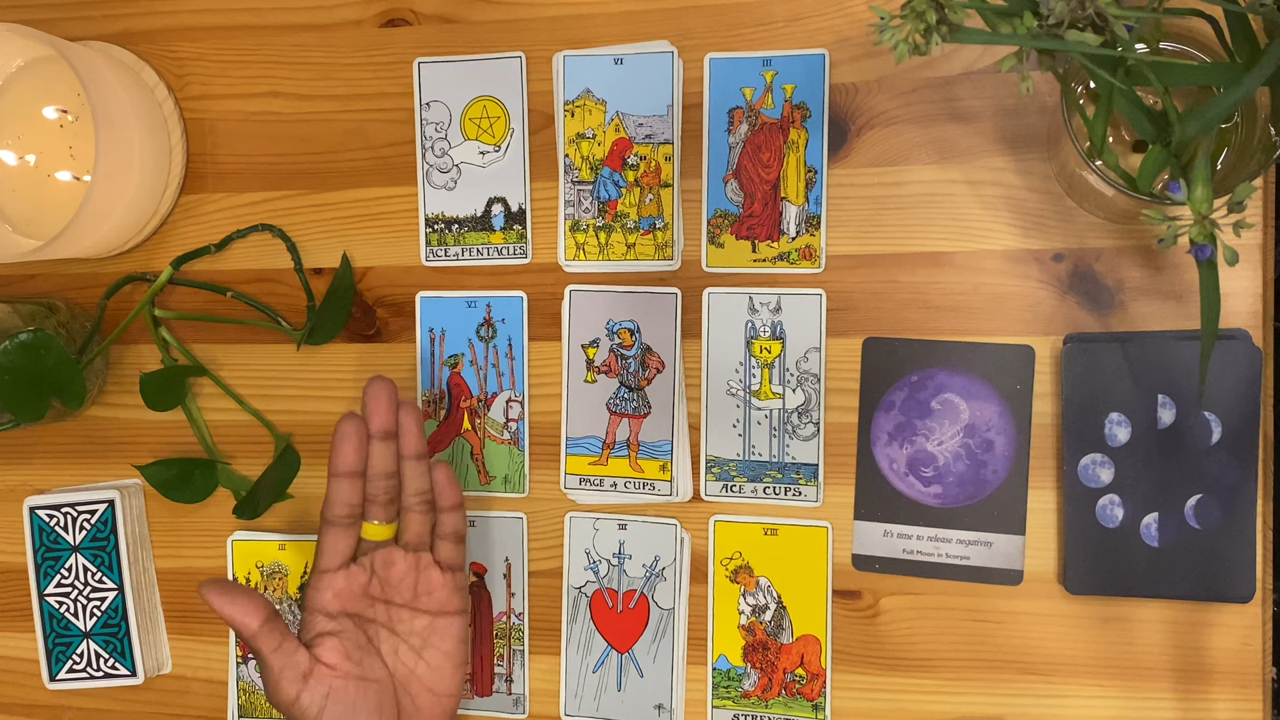 VI
III
ACE of PENTACLES
VI
PAGE of CUPS.
ACE of CUPS.
It's time to release negativity
Full Moon in Scorpio
III
II
III
VIII
STRENGTH